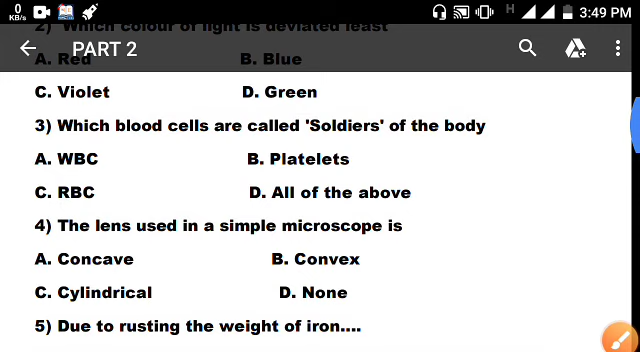 0
KB/s
H
3:49 PM
2) Which colour of light is deviated least
PART 2
A. Red B. Blue
C. Violet D. Green
3) Which blood cells are called 'Soldiers' of the body
A. WBC B. Platelets
C. RBC D. All of the above
4) The lens used in a simple microscope is
A. Concave B. Convex
C. Cylindrical D. None
5) Due to rusting the weight of iron....